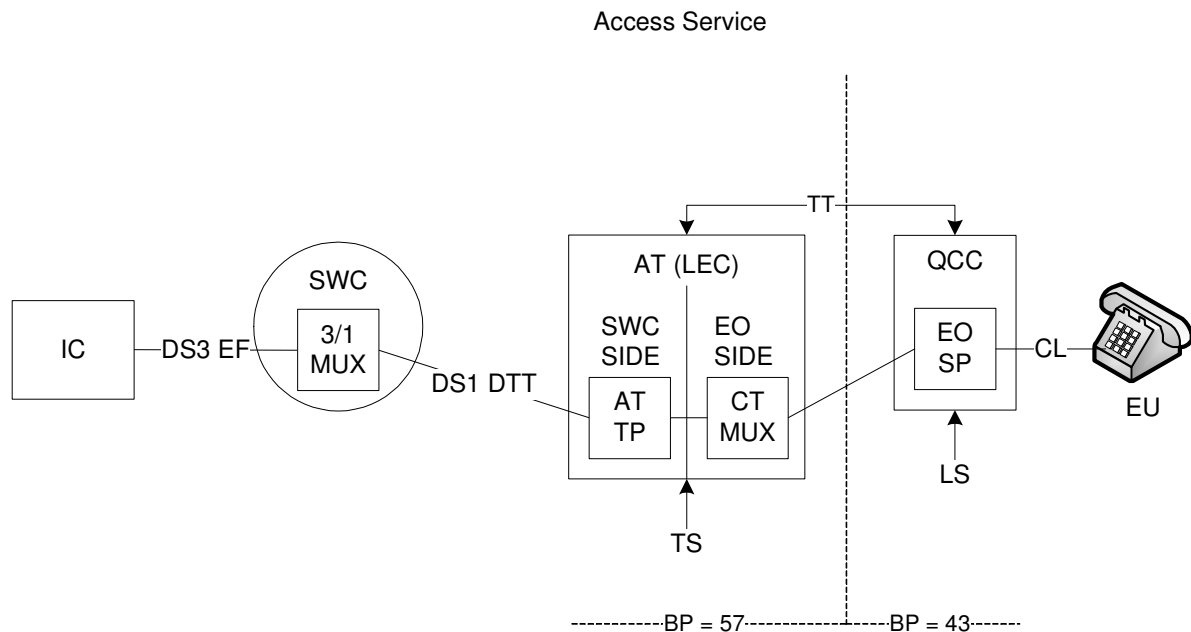 Access Service
TT
AT (LEC)
QCC
SWC
SWC
SIDE
EO
SIDE
IC
DS3 EF
3/1
MUX
EO
SP
CL
DS1 DTT
AT
TP
CT
MUX
EU
LS
TS
BP = 57
BP = 43